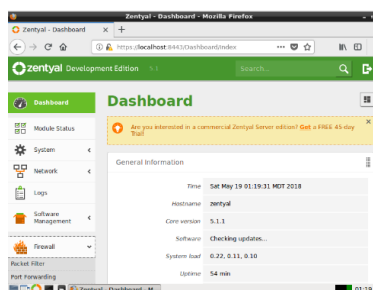 Zentyal - Dashboard - Mozilla Firefox
Zentyal - Dashboard
https://localhost:8443/Dashboard/Index
zentyal Development Edition 5.1
Search...
Dashboard
Dashboard
Module Status
System
Network
Logs
Software
Management
Firewall
Packet Filter
Port Forwarding
Are you interested in a commercial Zentyal Server edition? Get a FREE 45-day
Trial!
General Information
Time Sat May 19 01:19:31 MDT 2018
Hostname zentyal
Core version 5.1.1
Software Checking updates...
System load 0.22, 0.11, 0.10
Uptime 54 min
Zentyal - Dashboard - M
01:19